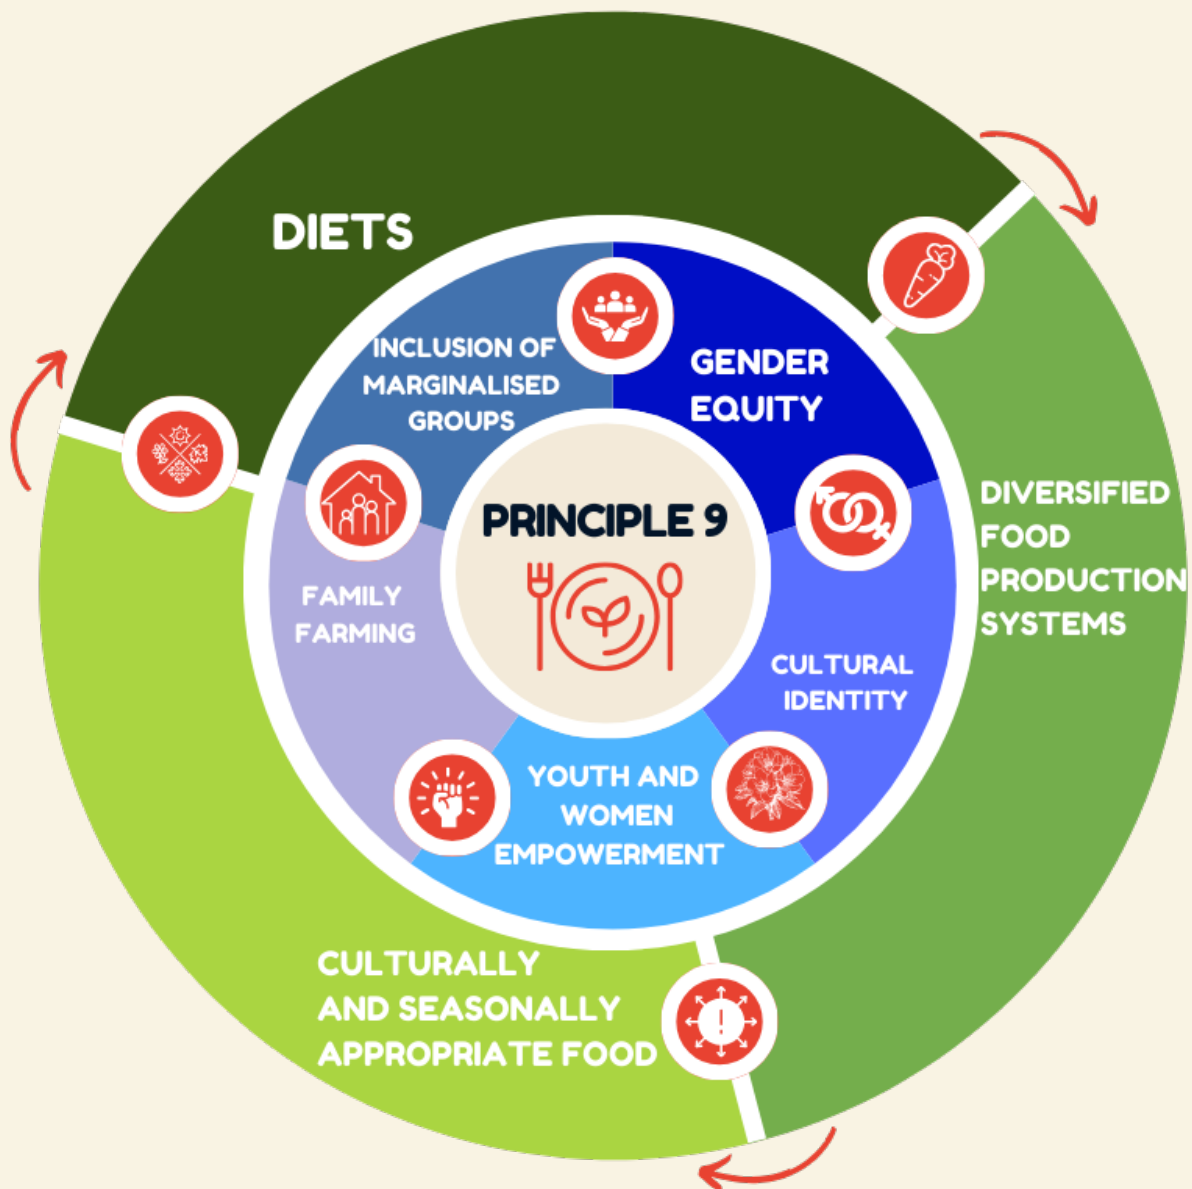 DIETS
INCLUSION OF
MARGINALISED
GROUPS
GENDER
EQUITY
PRINCIPLE 9
DIVERSIFIED
FOOD
PRODUCTION
SYSTEMS
FAMILY
FARMING
CULTURAL
IDENTITY
YOUTH AND
WOMEN
EMPOWERMENT
CULTURALLY
AND SEASONALLY
APPROPRIATE FOOD
!